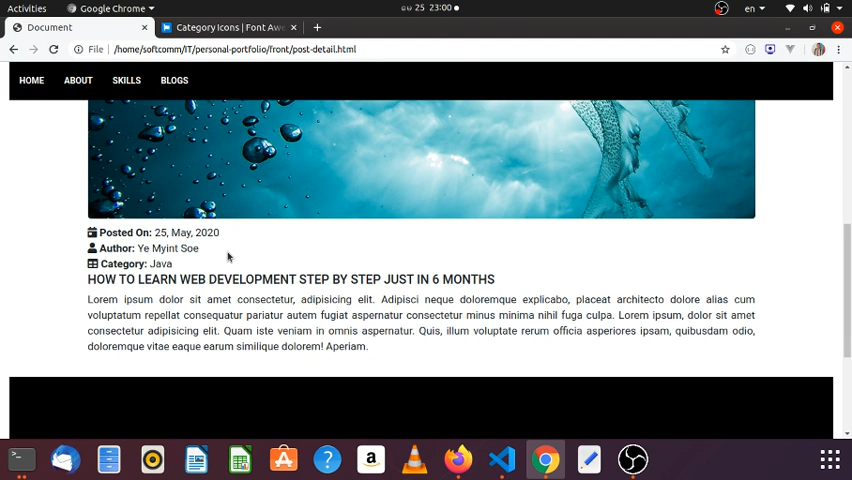 Activities
Google Chrome
မေ 25 23:00
en
Document
Category Icons | Font Awe
File
/home/softcomm/IT/personal-portfolio/front/post-detail.html
HOME ABOUT SKILLS BLOGS
Posted On: 25, May, 2020
Author: Ye Myint Soe
Category: Java
HOW TO LEARN WEB DEVELOPMENT STEP BY STEP JUST IN 6 MONTHS
Lorem ipsum dolor sit amet consectetur, adipisicing elit. Adipisci neque doloremque explicabo, placeat architecto dolore alias cum
voluptatum repellat consequatur pariatur autem fugiat aspernatur consectetur minus minima nihil fuga culpa. Lorem ipsum, dolor sit amet
consectetur adipisicing elit. Quam iste veniam in omnis aspernatur. Quis, illum voluptate rerum officia asperiores ipsam, quibusdam odio,
doloremque vitae eaque earum similique dolorem! Aperiam.